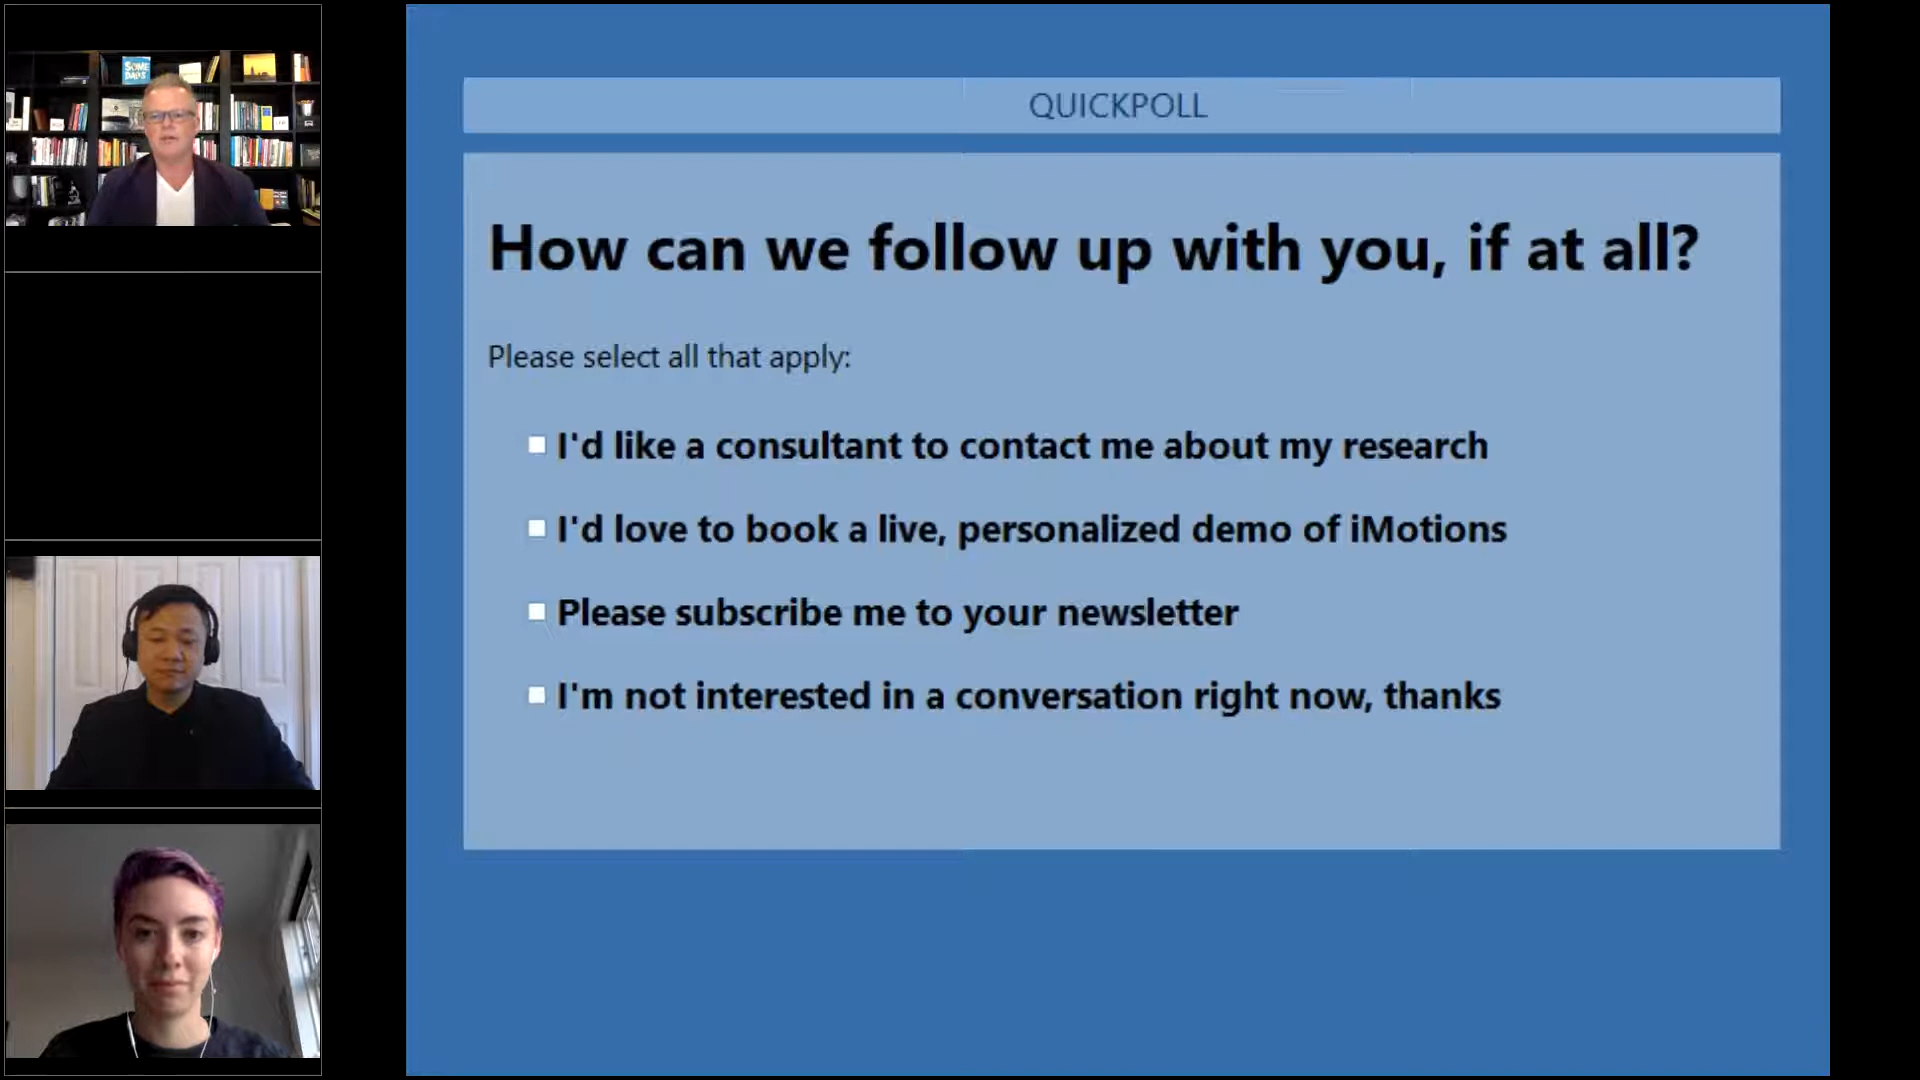 SOME
DADS
QUICKPOLL
How can we follow up with you, if at all?
Please select all that apply:
I'd like a consultant to contact me about my research
I'd love to book a live, personalized demo of iMotions
Please subscribe me to your newsletter
I'm not interested in a conversation right now, thanks